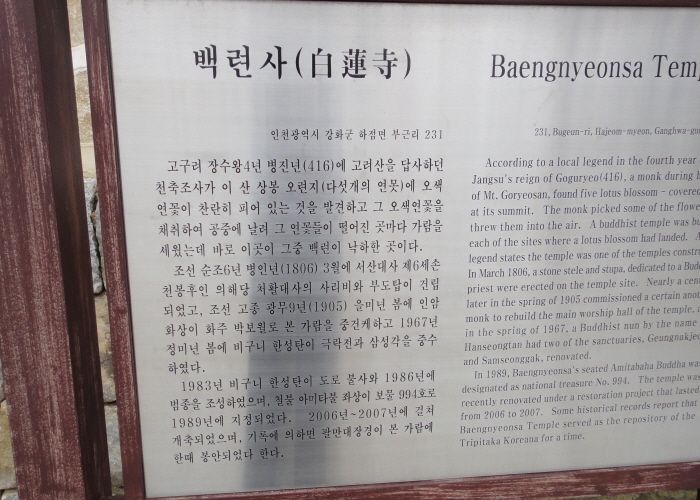 백련사(白蓮寺)
인천광역시 강화군 하점면 부근리 231
고구려 장수왕4년 병진년(416)에 고려산을 답사하던
천축조사가 이 산 상봉 오련지(다섯개의 연못)에 오색
연꽃이 찬란히 피어 있는 것을 발견하고 그 오색연꽃을
채취하여 공중에 날려 그 연꽃들이 떨어진 곳마다 가람을
세웠는데 바로 이곳이 그중 백련이 낙하한 곳이다.
조선 순조6년 병인년(1806) 3월에 서산대사 제6세손
천봉후인 의해당 처활대사의 사리비와 부도탑이 건립
되었고, 조선 고종 광무9년(1905) 을미년 봄에 인암
화상이 화주 박보월로 본 가람을 중건케하고 1967년
정미년 봄에 비구니 한성탄이 극락전과 삼성각을 중수
하였다.
1983년 비구니 한성탄이 도로 불사와 1986년에
범종을 조성하였으며, 철불 아미타불 좌상이 보물 994호로
1989년에 지정되었다. 2006년~2007년에 걸쳐
개축되었으며, 기록에 의하면 팔만대장경이 본 가람에
한때 봉안되었다 한다.
Baengnyeonsa Temp
231, Bugeun-ri, Hajeom-myeon, Ganghwa-gu
According to a local legend in the fourth year
Jangsu's reign of Goguryeo(416), a monk during h
of Mt. Goryeosan, found five lotus blossom - covere
at its summit. The monk picked some of the flowe
threw them into the air. A buddhist temple was bu
each of the sites where a lotus blossom had landed. A
legend states the temple was one of the temples constru
In March 1806, a stone stele and stupa, dedicated to a Bud
priest were erected on the temple site. Nearly a cen
later in the spring of 1905 commissioned a certain and
monk to rebuild the main worship hall of the temple, a
in the spring of 1967, a Buddhist nun by the name
Hanseongtan had two of the sanctuaries, Geungnakjeo
and Samseonggak, renovated.
In 1989, Baengnyeonsa's seated Amitabaha Buddha wa
designated as national treasure No. 994. The temple wa
recently renovated under a restoration project that lasted
from 2006 to 2007. Some historical records report that
Baengnyeonsa Temple served as the repository of the
Tripitaka Koreana for a time.